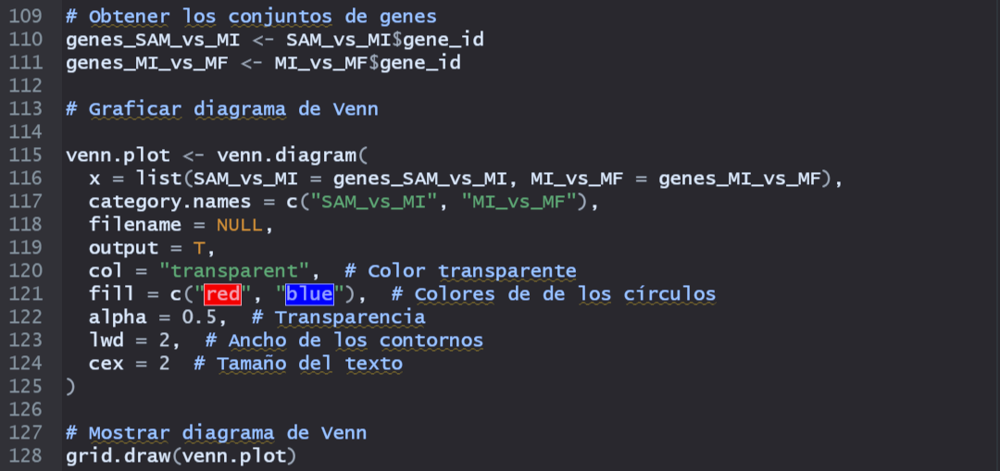 109 # Obtener los conjuntos de genes
110 genes_SAM_vs_MI <- SAM_vs_MI$gene_id
111 genes_MI_vs_MF <- MI_vs_MF$gene_id
112
113 # Graficar diagrama de Venn
114
115 venn.plot <- venn.diagram(
116   x = list(SAM_vs_MI = genes_SAM_vs_MI, MI_vs_MF = genes_MI_vs_MF),
117   category.names = c("SAM_vs_MI", "MI_vs_MF"),
118   filename = NULL,
119   output = T,
120   col = "transparent",  # Color transparente
121   fill = c("red", "blue"),  # Colores de de los círculos
122   alpha = 0.5,  # Transparencia
123   lwd = 2,  # Ancho de los contornos
124   cex = 2  # Tamaño del texto
125 )
126
127 # Mostrar diagrama de Venn
128 grid.draw(venn.plot)